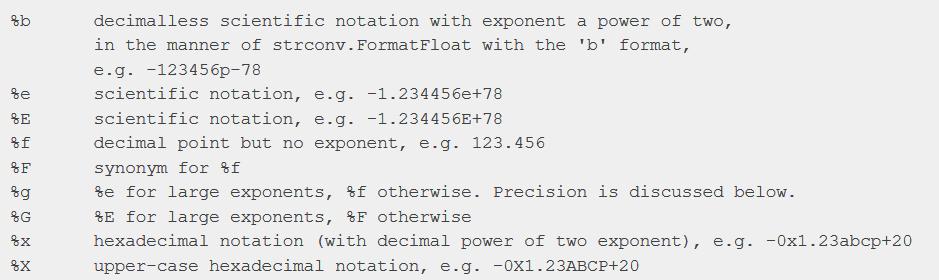 %b decimalless scientific notation with exponent a power of two,
in the manner of strconv.FormatFloat with the 'b' format,
e.g. -123456p-78
%e scientific notation, e.g. -1.234456e+78
%E scientific notation, e.g. -1.234456E+78
%f decimal point but no exponent, e.g. 123.456
%F synonym for %f
%g %e for large exponents, %f otherwise. Precision is discussed below.
%G %E for large exponents, %F otherwise
%x hexadecimal notation (with decimal power of two exponent), e.g. -0x1.23abcp+20
%X upper-case hexadecimal notation, e.g. -0X1.23ABCP+20